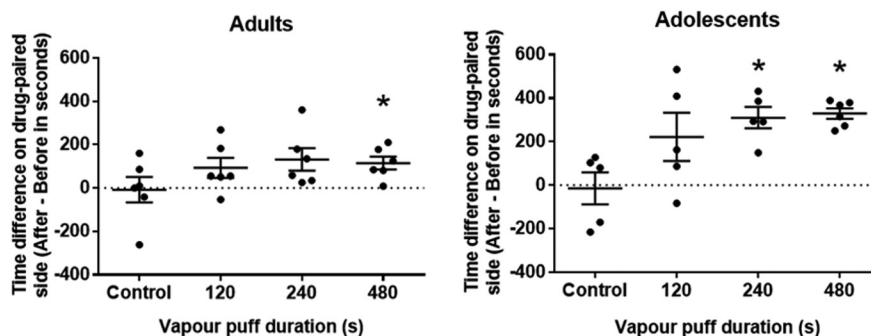 Adults
Time difference on drug-paired
side (After - Before in seconds)
600
400
200
0
-200
-400
*
Control 120 240 480
Vapour puff duration (s)
Adolescents
Time difference on drug-paired
side (After - Before in seconds)
600
400
200
0
-200
-400
* *
Control 120 240 480
Vapour puff duration (s)